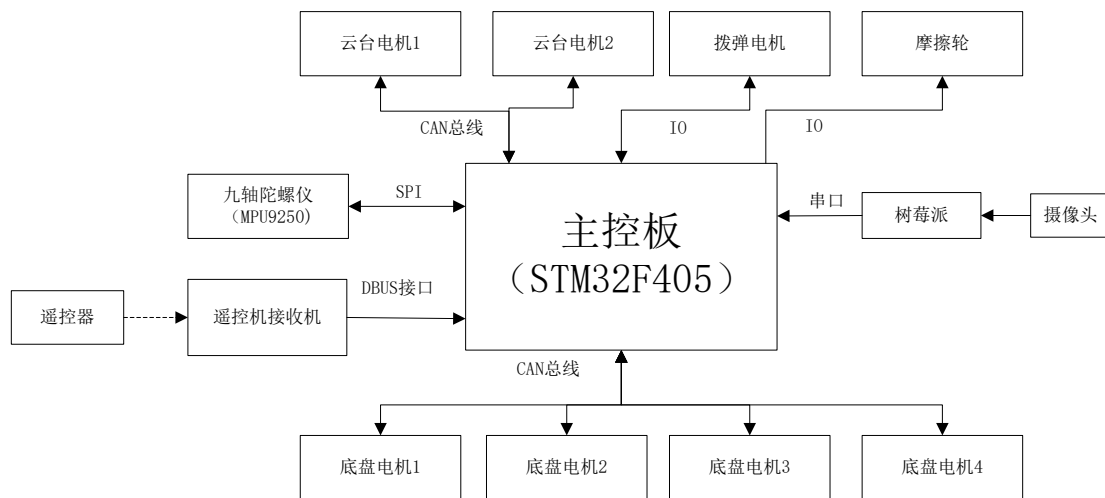 云台电机1
云台电机2
拨弹电机
摩擦轮
CAN总线
IO
IO
九轴陀螺仪
（MPU9250)
SPI
主控板
（STM32F405）
串口
树莓派
摄像头
遥控器
遥控机接收机
DBUS接口
CAN总线
底盘电机1
底盘电机2
底盘电机3
底盘电机4